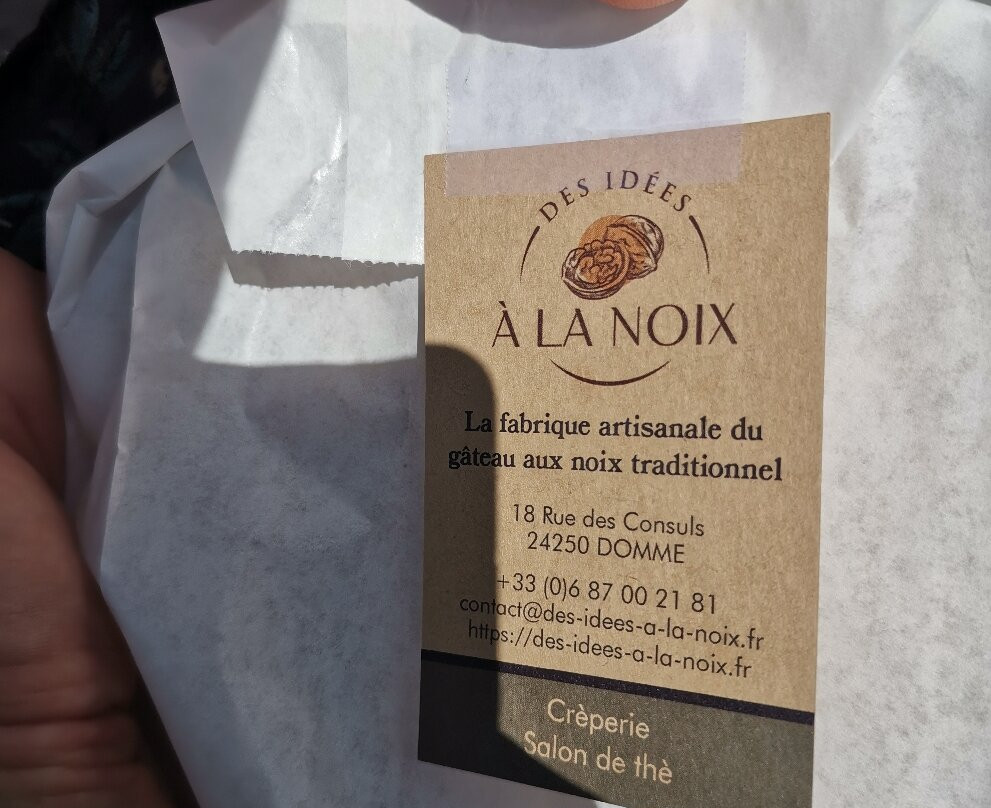 DES IDÉES
À LA NOIX
La fabrique artisanale du
gâteau aux noix traditionnel
18 Rue des Consuls
24250 DOMME
+33 (0)6 87 00 21 81
contact@des-idees-a-la-noix.fr
https://des-idees-a-la-noix.fr
Crèperie
Salon de thè